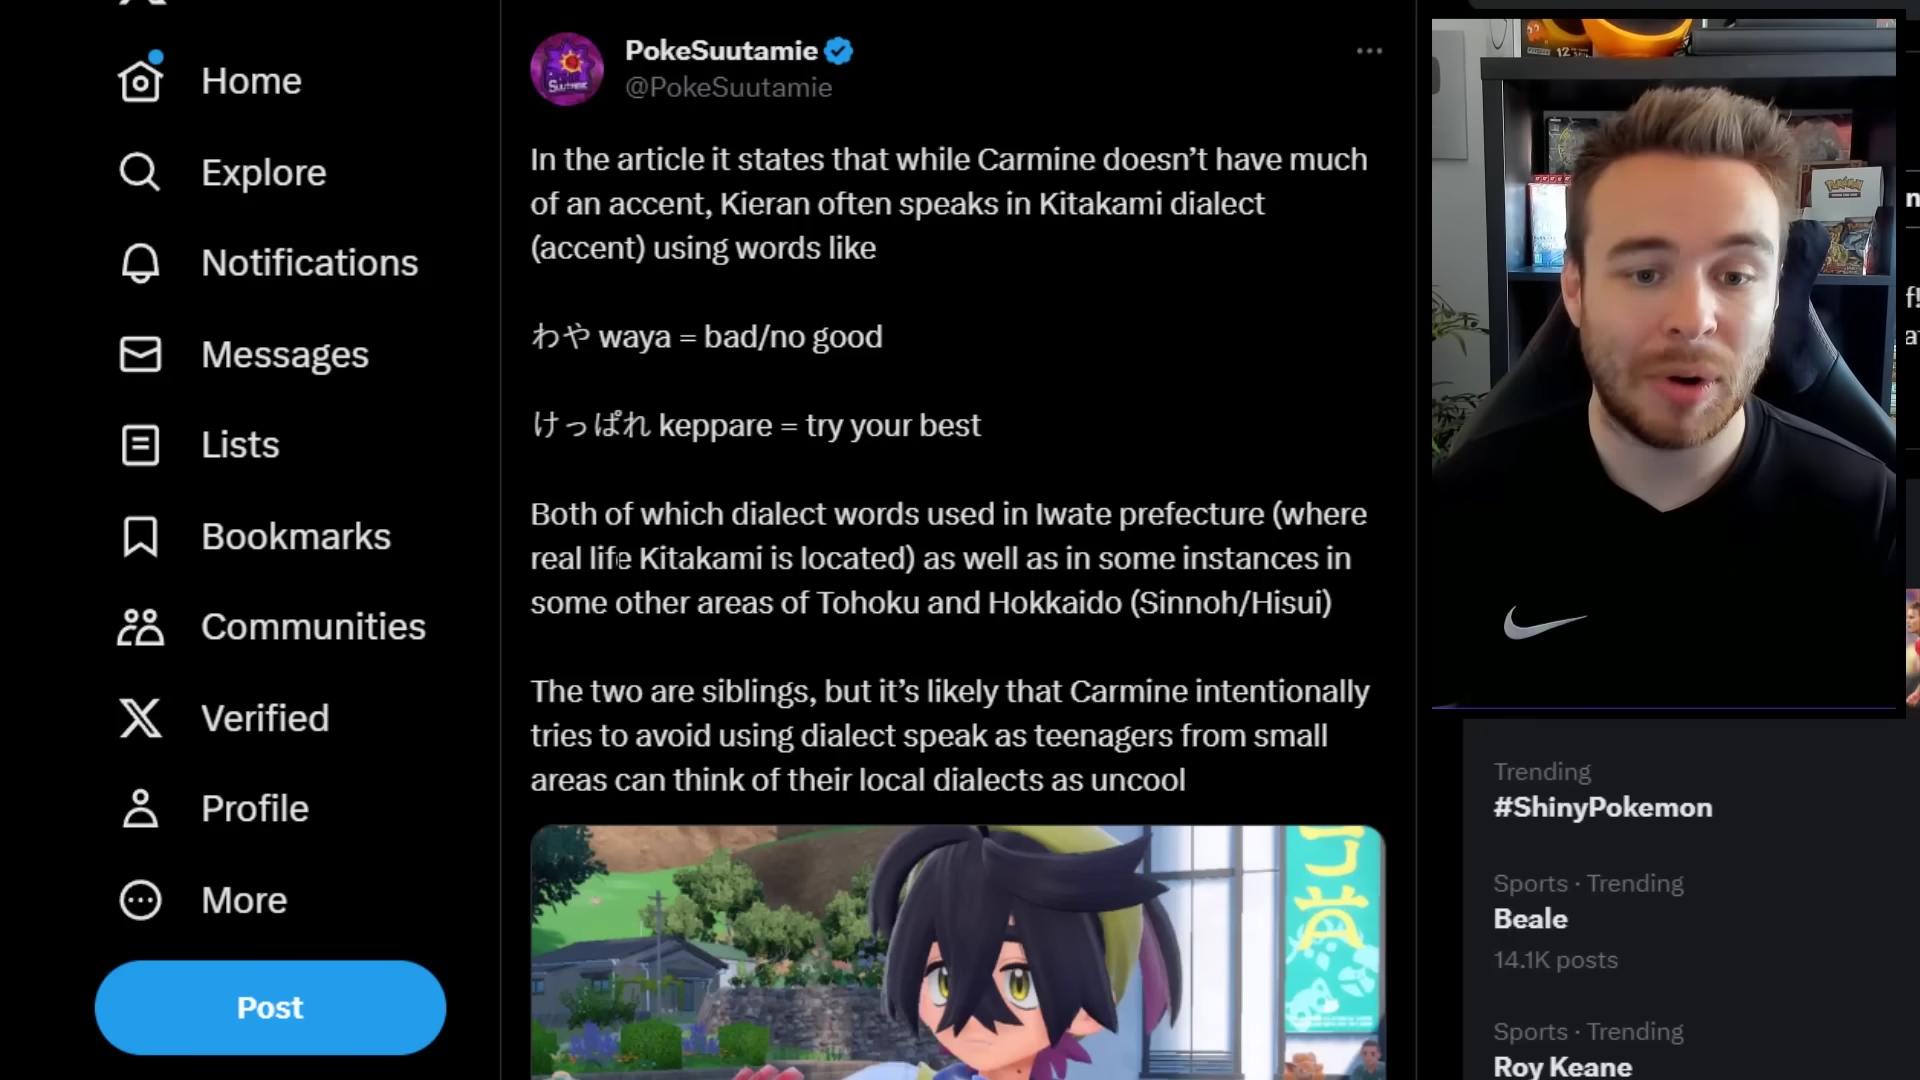 Home
Explore
Notifications
Messages
Lists
Bookmarks
Communities
Verified
Profile
More
Post
PokeSuutamie
@PokeSuutamie
In the article it states that while Carmine doesn’t have much
of an accent, Kieran often speaks in Kitakami dialect
(accent) using words like
わや waya = bad/no good
けっぱれ keppare = try your best
Both of which dialect words used in Iwate prefecture (where
real life Kitakami is located) as well as in some instances in
some other areas of Tohoku and Hokkaido (Sinnoh/Hisui)
The two are siblings, but it’s likely that Carmine intentionally
tries to avoid using dialect speak as teenagers from small
areas can think of their local dialects as uncool
Trending
#ShinyPokemon
Sports · Trending
Beale
14.1K posts
Sports · Trending
Roy Keane